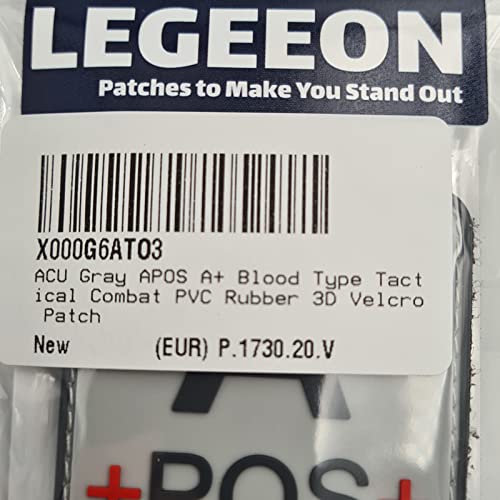 LEGEEON
Patches to Make You Stand Out
X000G6ATO3
ACU Gray APOS A+ Blood Type Tact
ical Combat PVC Rubber 3D Velcro
Patch
New (EUR) P.1730.20.V
A
+POS+